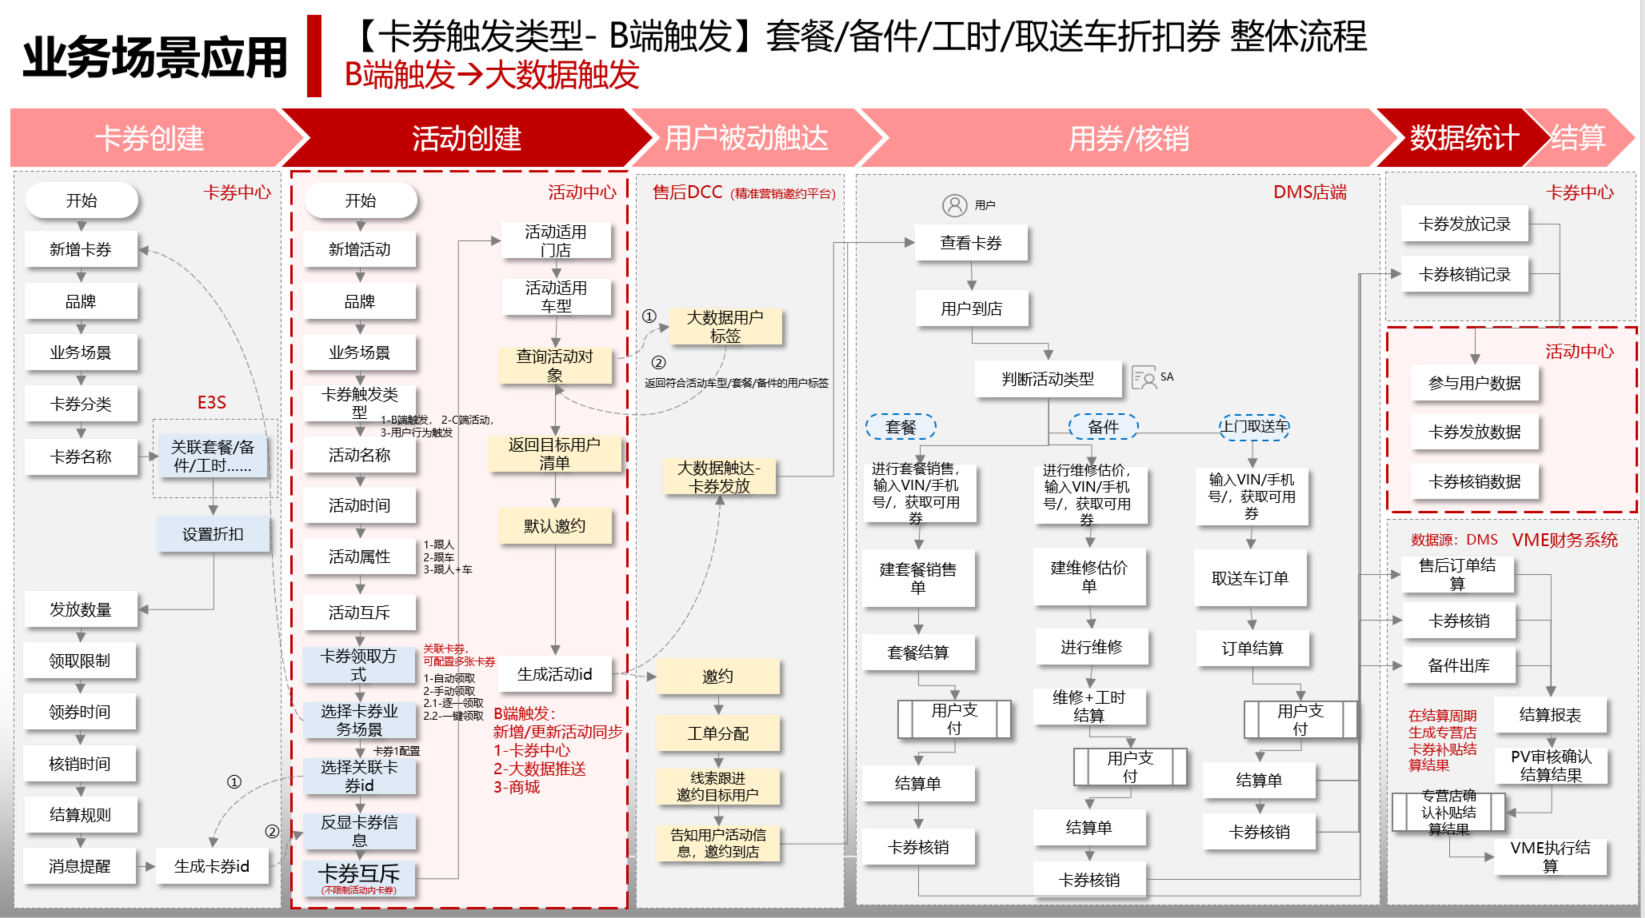 业务场景应用
【卡券触发类型- B端触发】套餐/备件/工时/取送车折扣券 整体流程
B端触发→大数据触发
卡券创建
活动创建
用户被动触达
用券/核销
数据统计
结算
卡券中心
开始
新增卡券
品牌
业务场景
卡券分类
卡券名称
E3S
关联套餐/备
件/工时......
设置折扣
发放数量
领取限制
领券时间
核销时间
结算规则
消息提醒
生成卡券id
①
②
活动中心
开始
新增活动
品牌
业务场景
卡券触发类
型
1-B端触发， 2-C端活动，
3-用户行为触发
活动名称
活动时间
活动属性
1-跟人
2-跟车
3-跟人+车
活动互斥
卡券领取方
式
关联卡券，
可配置多张卡券
1-自动领取
2-手动领取
2.1-逐一领取
2.2-一键领取
选择卡券业
务场景
卡券1配置
选择关联卡
券id
反显卡券信
息
卡券互斥
(不限制活动内卡券)
活动适用
门店
活动适用
车型
查询活动对
象
返回目标用户
清单
默认邀约
生成活动id
B端触发：
新增/更新活动同步
1-卡券中心
2-大数据推送
3-商城
售后DCC（精准营销邀约平台）
①
大数据用户
标签
②
返回符合活动车型/套餐/备件的用户标签
大数据触达-
卡券发放
邀约
工单分配
线索跟进
邀约目标用户
告知用户活动信
息，邀约到店
DMS店端
用户
查看卡券
用户到店
判断活动类型
SA
套餐
备件
上门取送车
进行套餐销售，
输入VIN/手机
号/，获取可用
券
建套餐销售
单
套餐结算
用户支
付
结算单
卡券核销
进行维修估价，
输入VIN/手机
号/，获取可用
券
建维修估价
单
进行维修
维修+工时
结算
用户支
付
结算单
卡券核销
输入VIN/手机
号/，获取可用
券
取送车订单
订单结算
用户支
付
结算单
卡券核销
卡券中心
卡券发放记录
卡券核销记录
活动中心
参与用户数据
卡券发放数据
卡券核销数据
数据源：DMS VME财务系统
售后订单结
算
卡券核销
备件出库
在结算周期
生成专营店
卡券补贴结
算结果
结算报表
PV审核确认
结算结果
专营店确
认补贴结
算结果
VME执行结
算